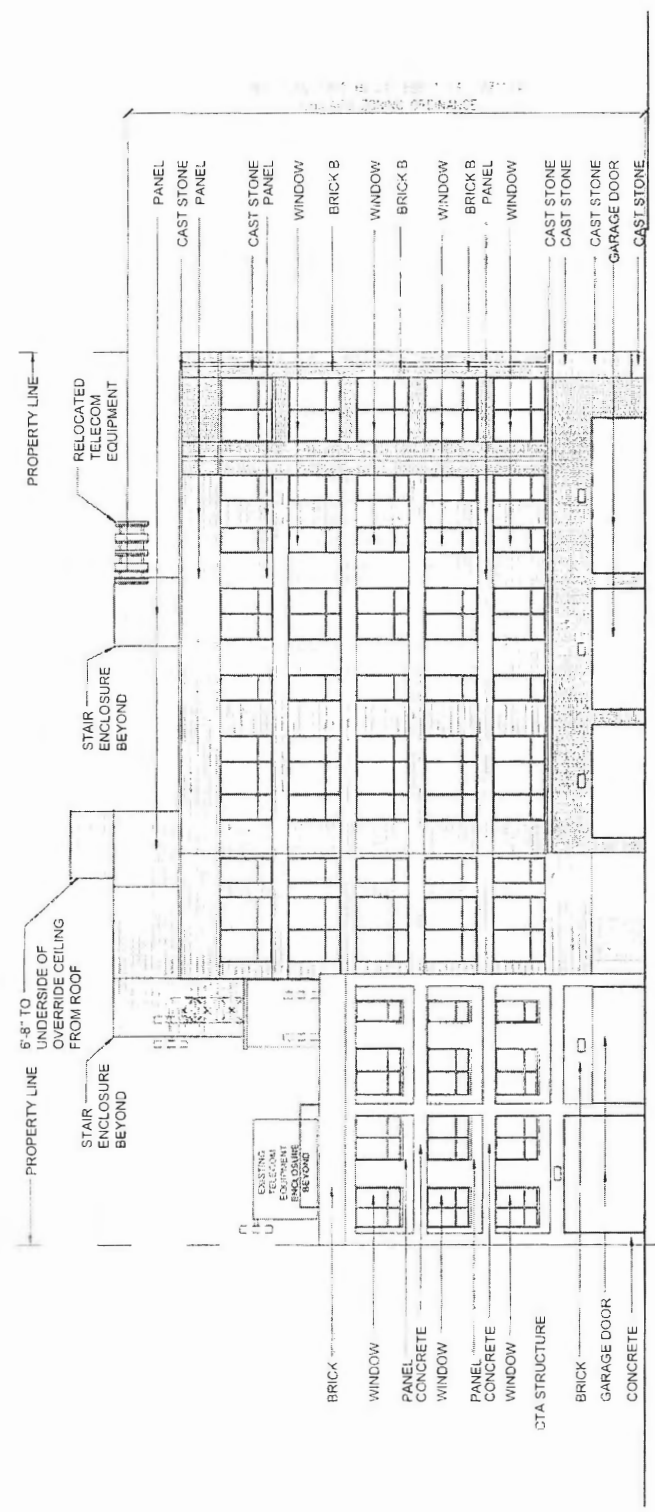 PROPERTY LINE
PROPERTY LINE
6'-8" TO
UNDERSIDE OF
OVERRIDE CEILING
FROM ROOF
STAIR
ENCLOSURE
BEYOND
STAIR
ENCLOSURE
BEYOND
RELOCATED
TELECOM
EQUIPMENT
EXISTING
TELECOM
EQUIPMENT
ENCLOSURE
BEYOND
BRICK
WINDOW
PANEL
CONCRETE
WINDOW
PANEL
CONCRETE
WINDOW
CTA STRUCTURE
BRICK
GARAGE DOOR
CONCRETE
PANEL
CAST STONE
PANEL
CAST STONE
PANEL
WINDOW
BRICK B
WINDOW
BRICK B
WINDOW
BRICK B
PANEL
WINDOW
CAST STONE
CAST STONE
CAST STONE
GARAGE DOOR
CAST STONE
ZONING ORDINANCE